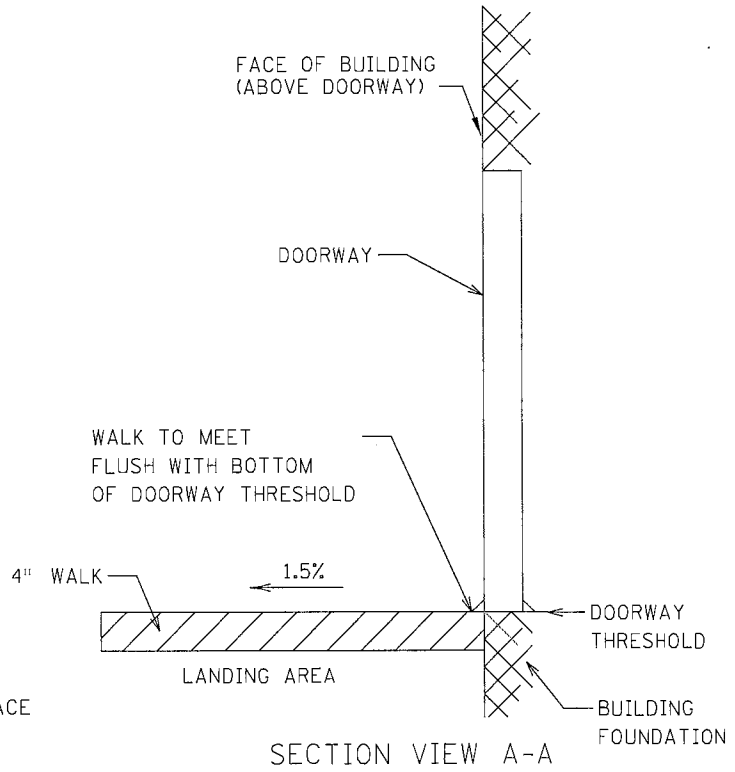 FACE OF BUILDING
(ABOVE DOORWAY)
DOORWAY
WALK TO MEET
FLUSH WITH BOTTOM
OF DOORWAY THRESHOLD
4" WALK
1.5%
DOORWAY
THRESHOLD
LANDING AREA
ACE
BUILDING
FOUNDATION
SECTION VIEW A-A